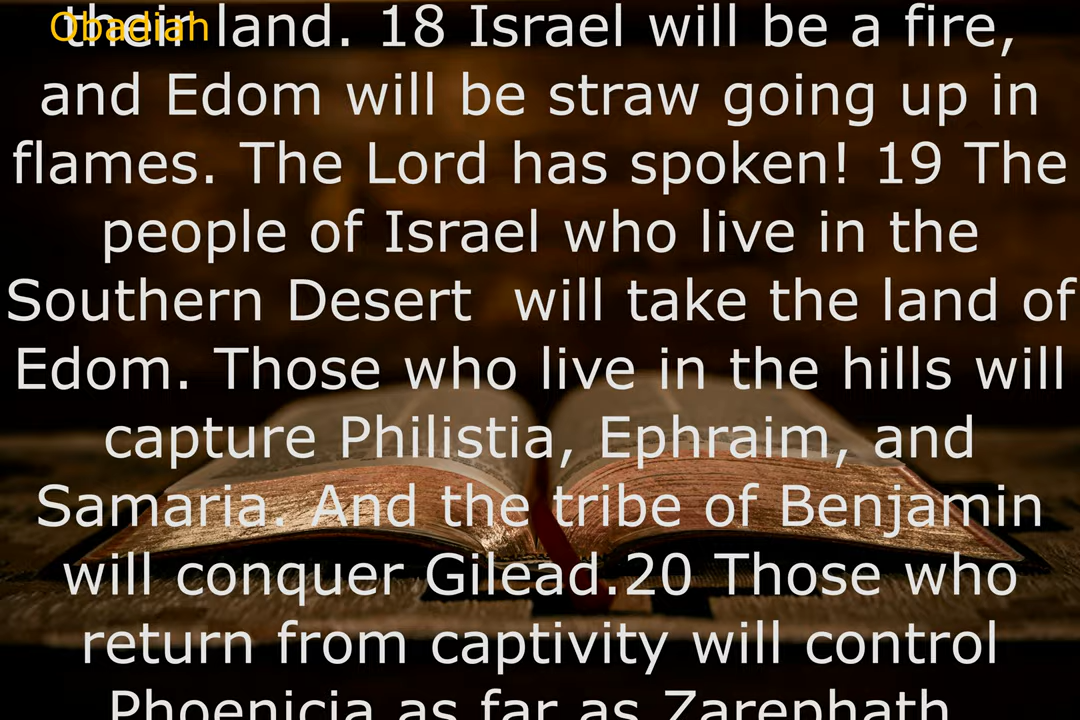 Obadiah
their land. 18 Israel will be a fire,
and Edom will be straw going up in
flames. The Lord has spoken! 19 The
people of Israel who live in the
Southern Desert  will take the land of
Edom. Those who live in the hills will
capture Philistia, Ephraim, and
Samaria. And the tribe of Benjamin
will conquer Gilead.20 Those who
return from captivity will control
Phoenicia as far as Zarephath.